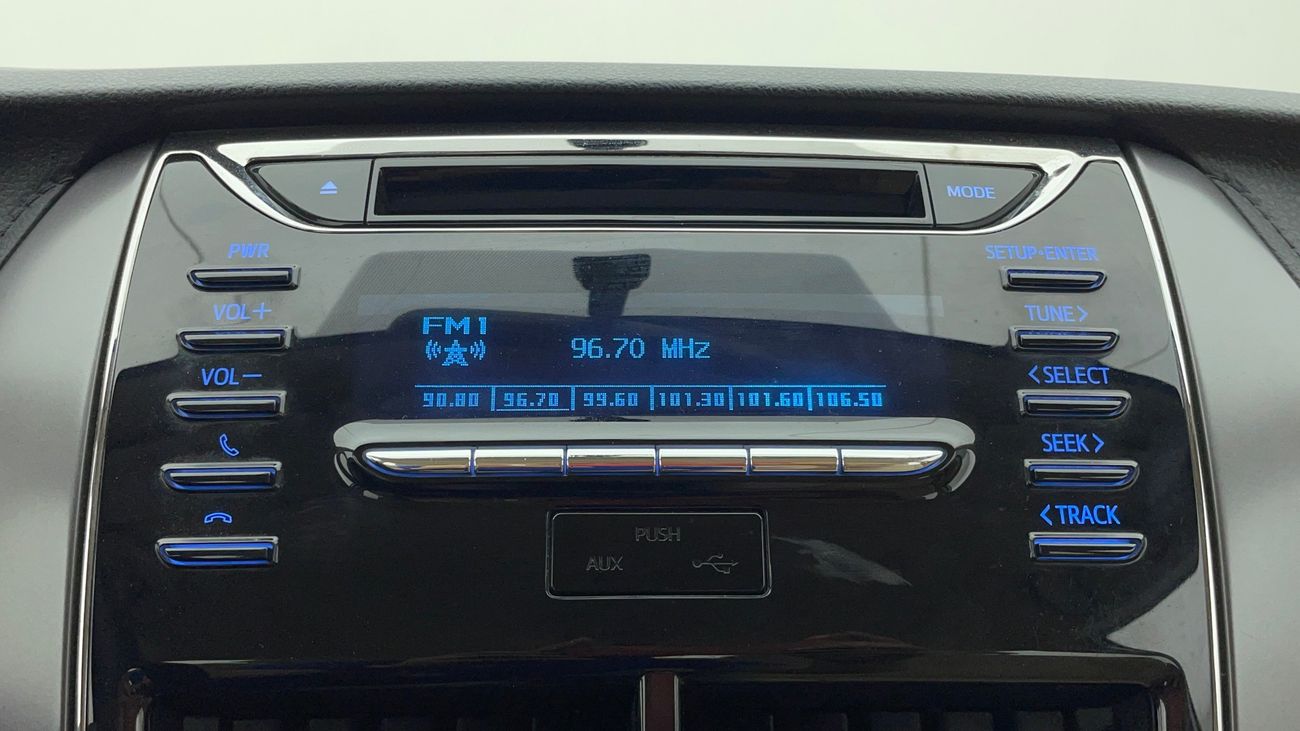 MODE
PWR
SETUP•ENTER
VOL+
TUNE>
FM1
96.70 MHz
VOL−
<SELECT
90.80 96.70 99.60 101.30 101.60 106.50
SEEK>
<TRACK
PUSH
AUX